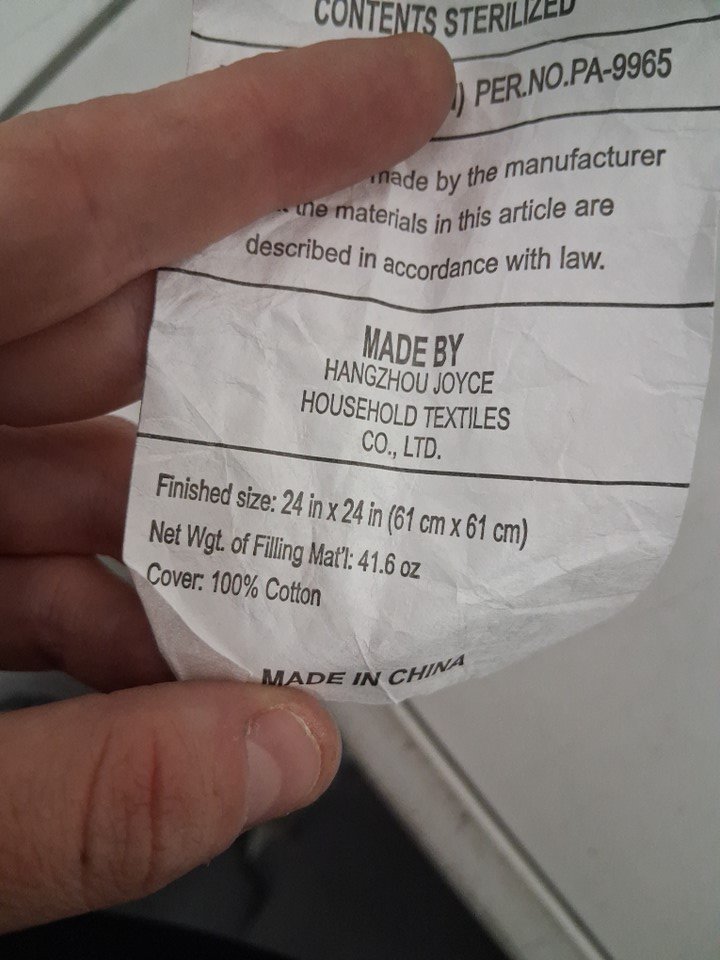 CONTENTS STERILIZED
) PER.NO.PA-9965
made by the manufacturer
the materials in this article are
described in accordance with law.
MADE BY
HANGZHOU JOYCE
HOUSEHOLD TEXTILES
CO., LTD.
Finished size: 24 in x 24 in (61 cm x 61 cm)
Net Wgt. of Filling Mat'l: 41.6 oz
Cover: 100% Cotton
MADE IN CHINA